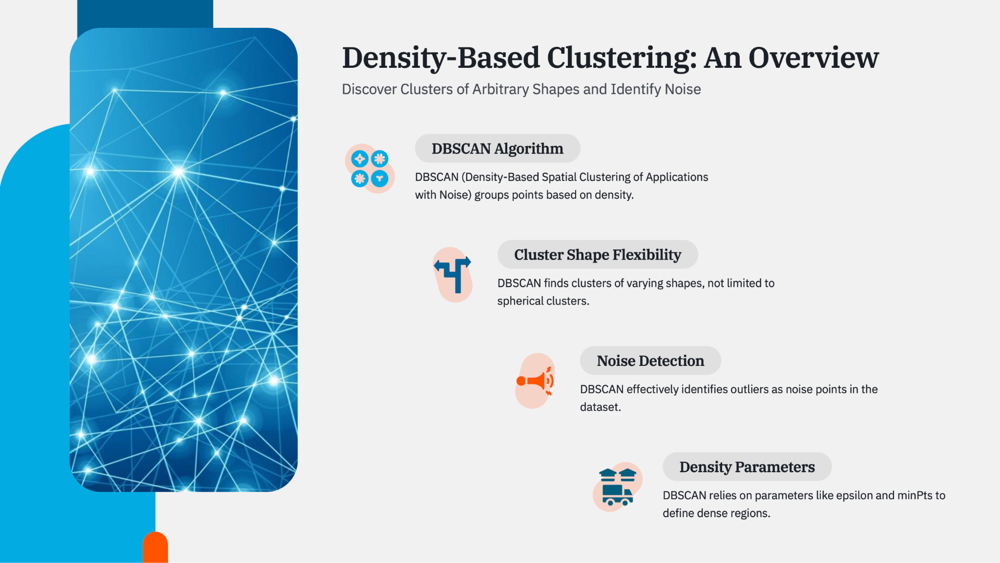 Density-Based Clustering: An Overview
Discover Clusters of Arbitrary Shapes and Identify Noise
DBSCAN Algorithm
DBSCAN (Density-Based Spatial Clustering of Applications
with Noise) groups points based on density.
Cluster Shape Flexibility
DBSCAN finds clusters of varying shapes, not limited to
spherical clusters.
Noise Detection
DBSCAN effectively identifies outliers as noise points in the
dataset.
Density Parameters
DBSCAN relies on parameters like epsilon and minPts to
define dense regions.